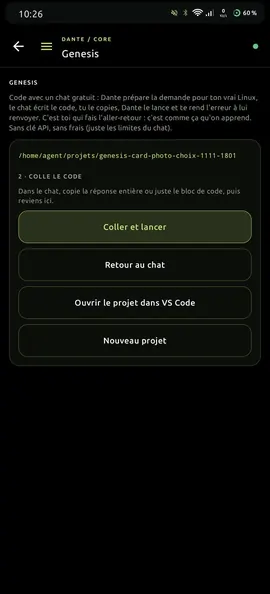 10:26
0
KB/s
60 %
DANTE / CORE
Genesis
GENESIS
Code avec un chat gratuit : Dante prépare la demande pour ton vrai Linux,
le chat écrit le code, tu le copies, Dante le lance et te rend l'erreur à lui
renvoyer. C'est toi qui fais l'aller-retour : c'est comme ça qu'on apprend.
Sans clé API, sans frais (juste les limites du chat).
/home/agent/projets/genesis-card-photo-choix-1111-1801
2 · COLLE LE CODE
Dans le chat, copie la réponse entière ou juste le bloc de code, puis
reviens ici.
Coller et lancer
Retour au chat
Ouvrir le projet dans VS Code
Nouveau projet